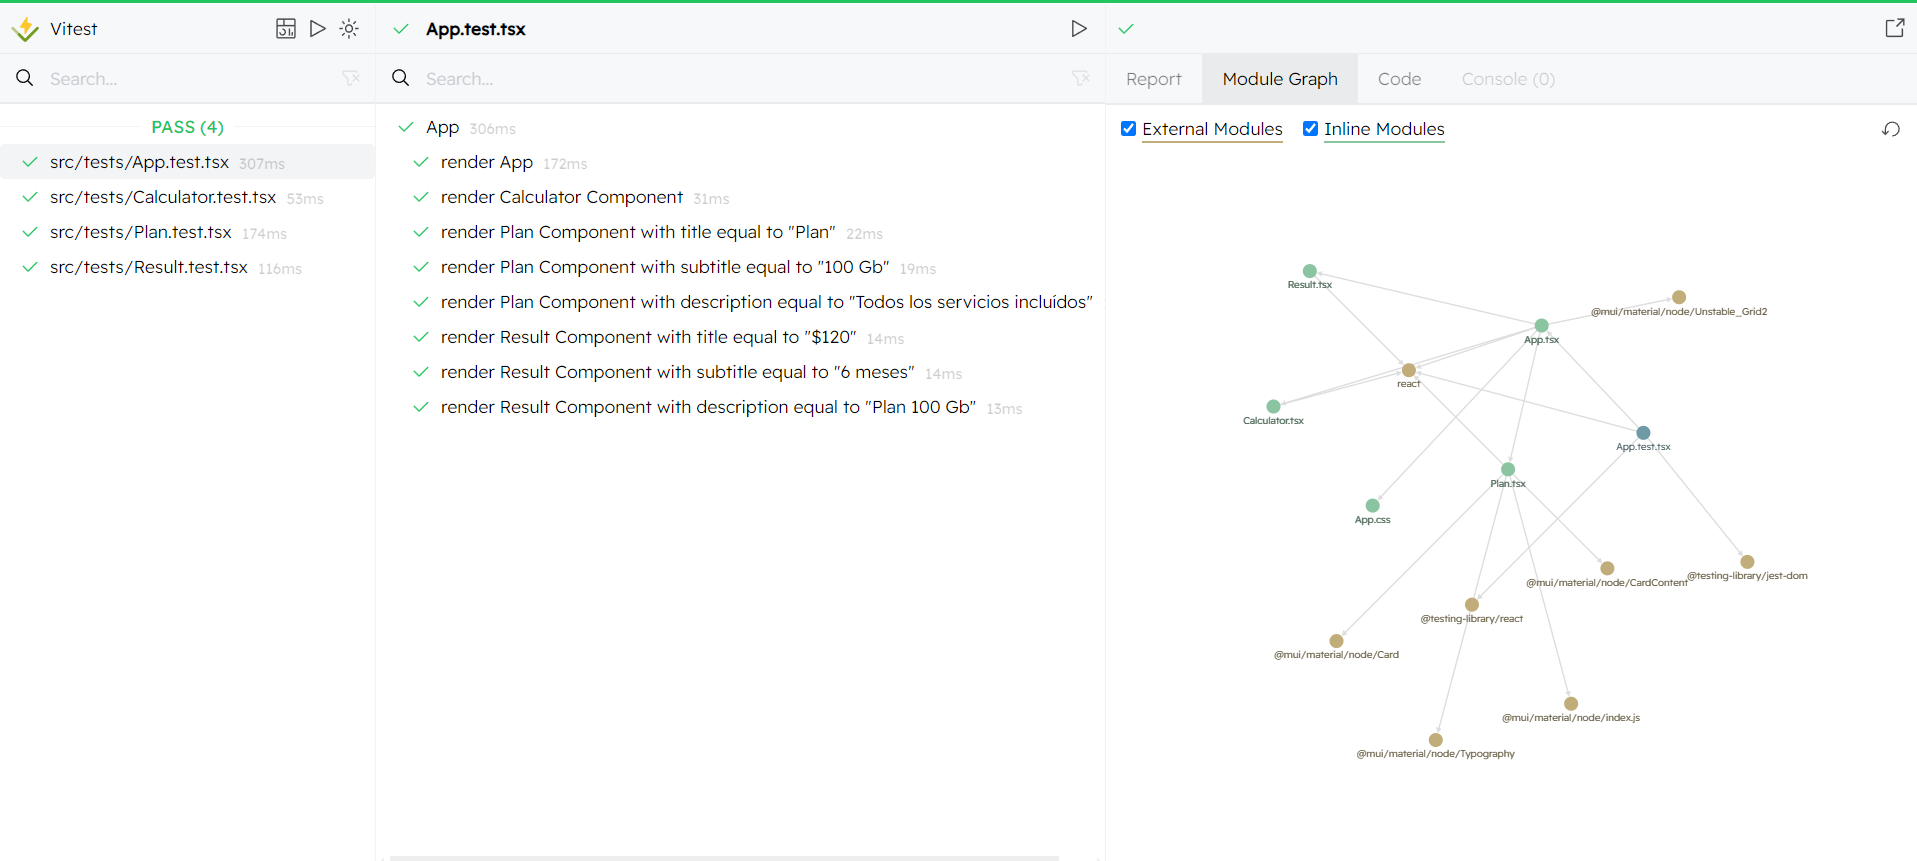 Vitest
Search...
PASS (4)
src/tests/App.test.tsx 307ms
src/tests/Calculator.test.tsx 53ms
src/tests/Plan.test.tsx 174ms
src/tests/Result.test.tsx 116ms
App.test.tsx
Search...
App 306ms
render App 172ms
render Calculator Component 31ms
render Plan Component with title equal to "Plan" 22ms
render Plan Component with subtitle equal to "100 Gb" 19ms
render Plan Component with description equal to "Todos los servicios incluídos"
render Result Component with title equal to "$120" 14ms
render Result Component with subtitle equal to "6 meses" 14ms
render Result Component with description equal to "Plan 100 Gb" 13ms
Report Module Graph Code Console (0)
External Modules Inline Modules
Result.tsx
@mui/material/node/Unstable_Grid2
App.tsx
react
Calculator.tsx
App.test.tsx
Plan.tsx
App.css
@mui/material/node/CardContent
@testing-library/jest-dom
@testing-library/react
@mui/material/node/Card
@mui/material/node/index.js
@mui/material/node/Typography